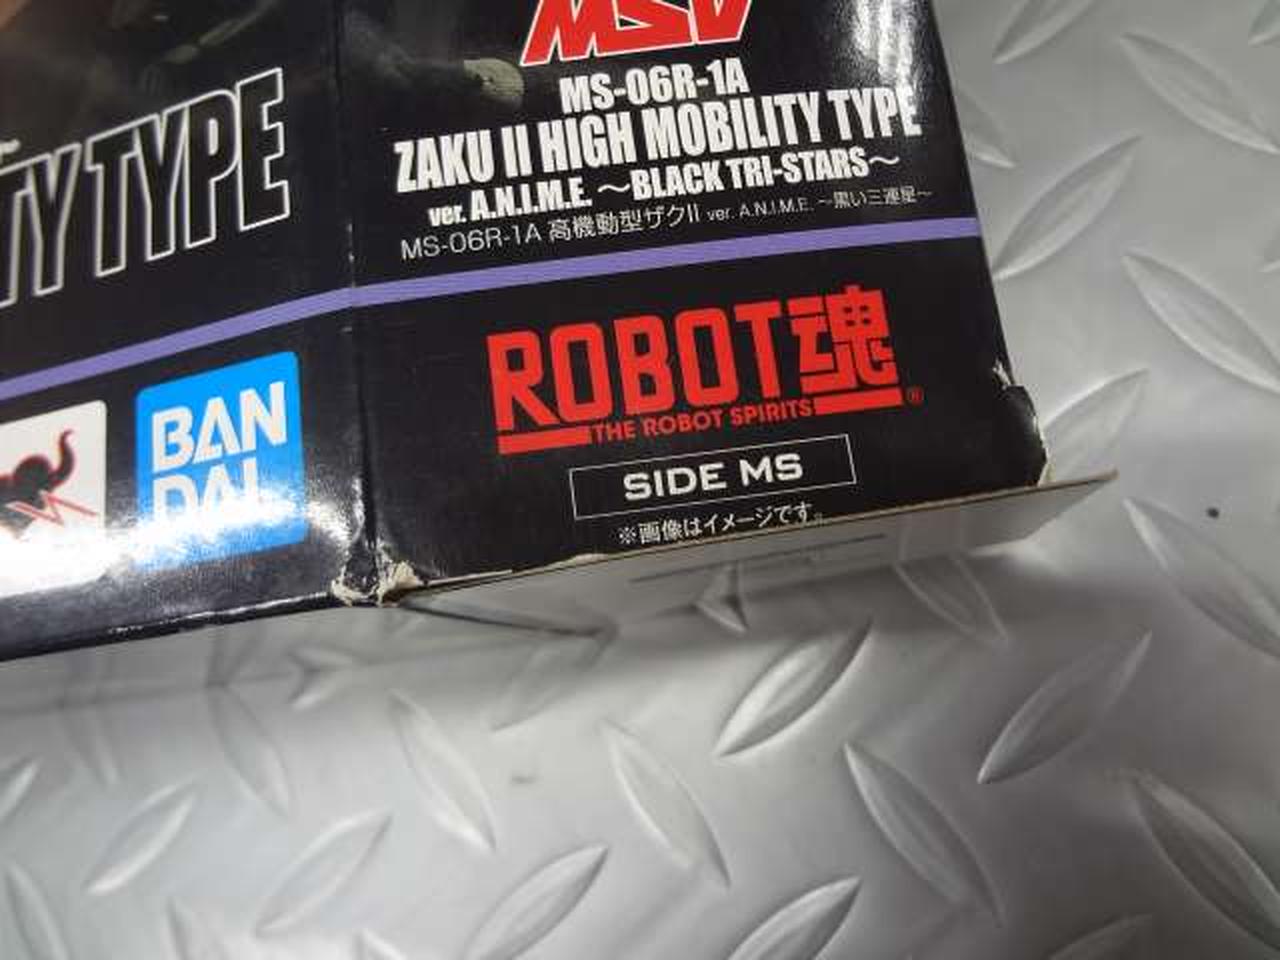 TY TYPE
BAN
DAI
MSV
MS-06R-1A
ZAKU II HIGH MOBILITY TYPE
ver. A.N.I.M.E. ～BLACK TRI-STARS～
MS-06R-1A 高機動型ザクII ver. A.N.I.M.E. ～黒い三連星～
ROBOT魂
THE ROBOT SPIRITS
®
SIDE MS
※画像はイメージです。